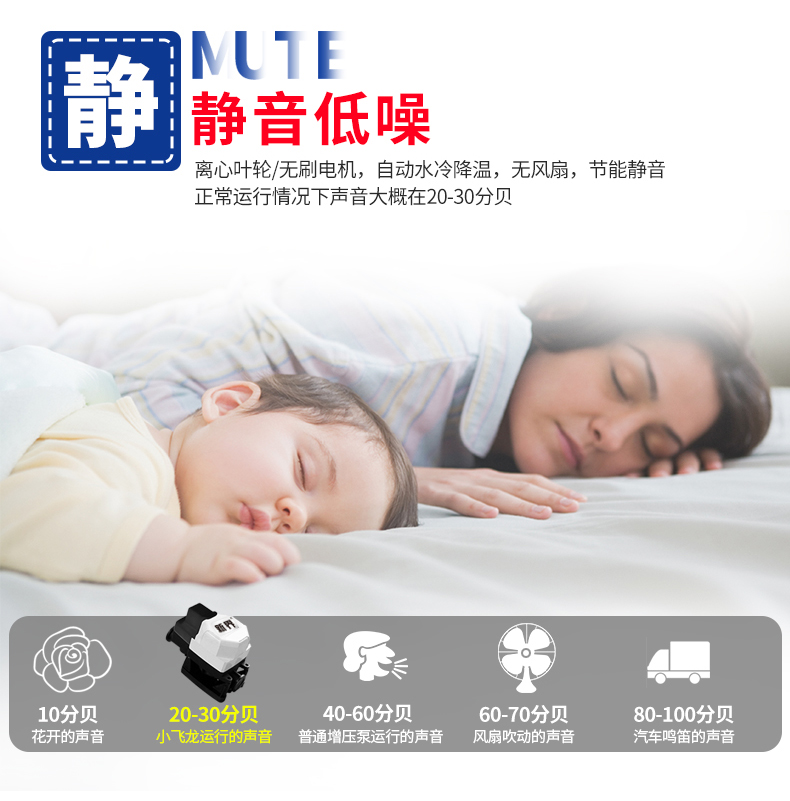 静
MUTE
静音低噪
离心叶轮/无刷电机，自动水冷降温，无风扇，节能静音
正常运行情况下声音大概在20-30分贝
新界
10分贝
20-30分贝
40-60分贝
60-70分贝
80-100分贝
花开的声音
小飞龙运行的声音
普通增压泵运行的声音
风扇吹动的声音
汽车鸣笛的声音